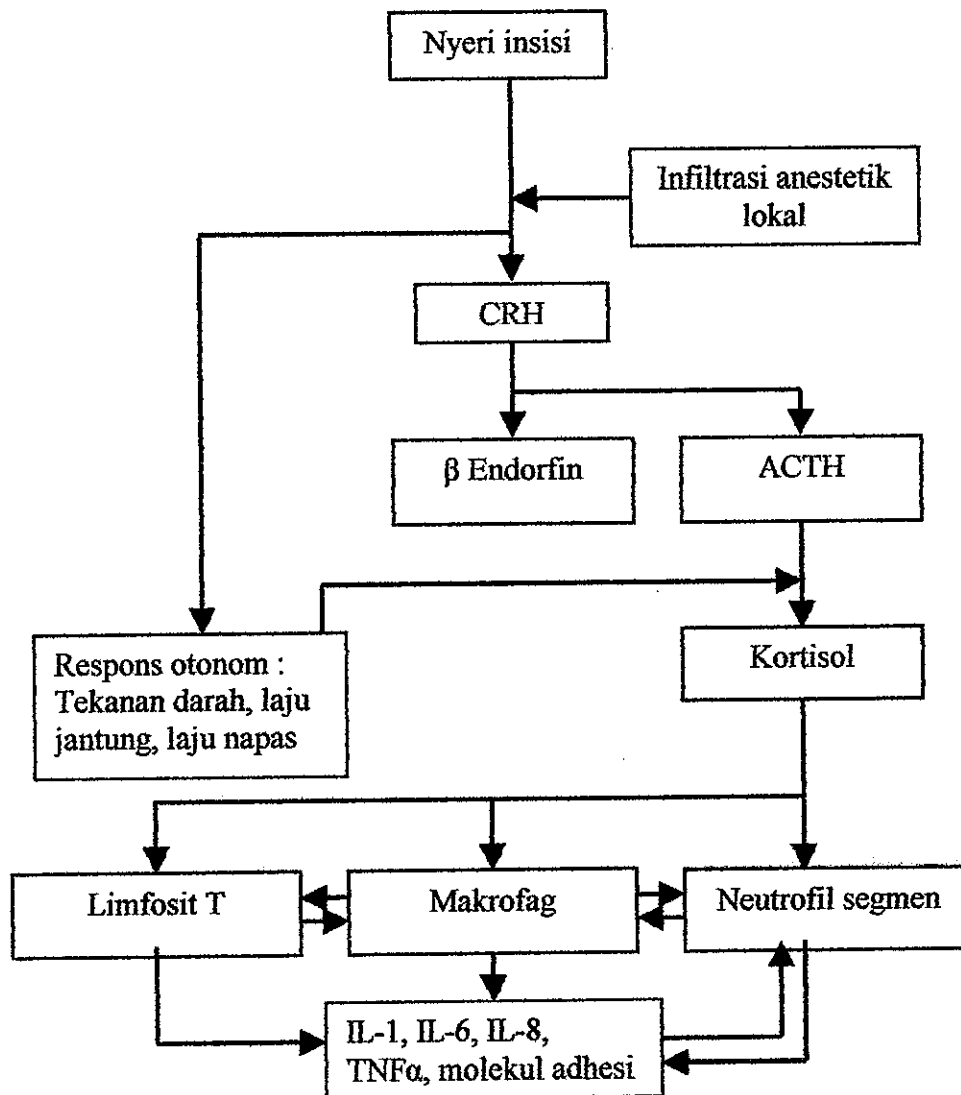 Nyeri insisi
Infiltrasi anestetik
lokal
CRH
β Endorfin
ACTH
Respons otonom :
Tekanan darah, laju
jantung, laju napas
Kortisol
Limfosit T
Makrofag
Neutrofil segmen
IL-1, IL-6, IL-8,
TNFα, molekul adhesi